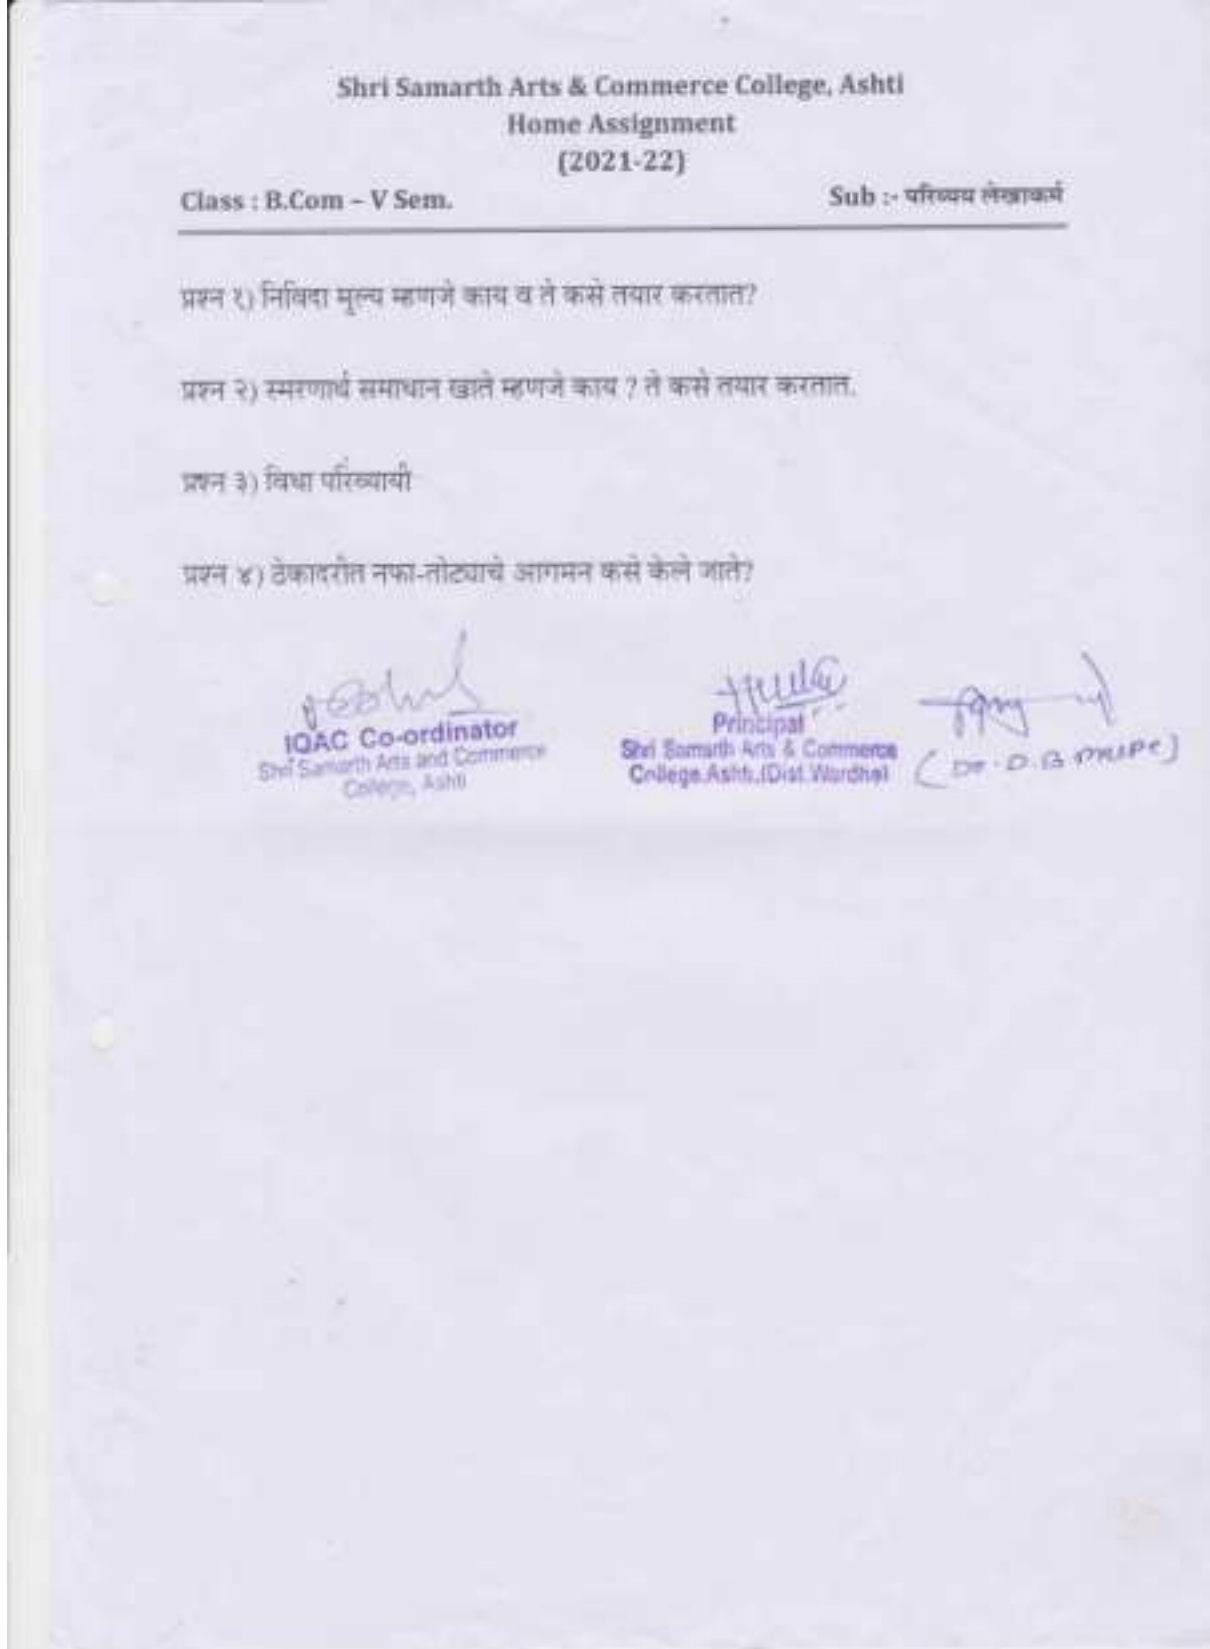 Shri Samarth Arts & Commerce College, Ashti
Home Assignment
(2021-22)
Class : B.Com – V Sem. Sub :- परिव्यय लेखाकर्म
प्रश्न १) निविदा मूल्य म्हणजे काय व ते कसे तयार करतात?
प्रश्न २) स्मरणार्थ समाधान खाते म्हणजे काय ? ते कसे तयार करतात.
प्रश्न ३) विधा परिव्यायी
प्रश्न ४) ठेकादरीत नफा-तोट्याचे आगमन कसे केले जाते?
IQAC Co-ordinator
Shri Samarth Arts and Commerce
College, Ashti
Principal
Shri Samarth Arts & Commerce
College Ashti,(Dist.Wardha)
(Dr. D.B